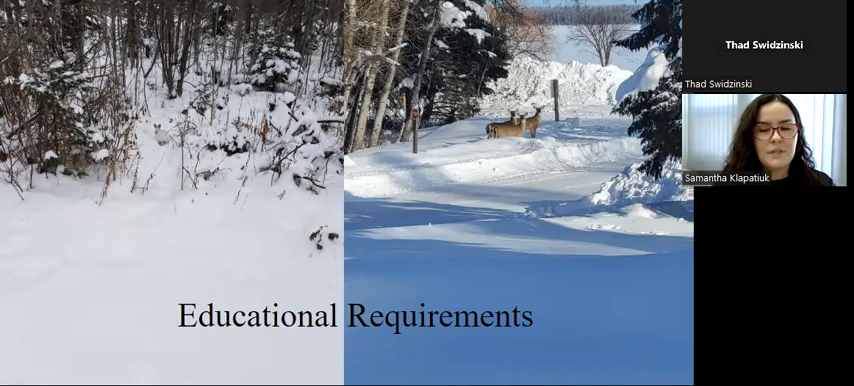 Thad Swidzinski
Thad Swidzinski
Samantha Klapatiuk
Educational Requirements